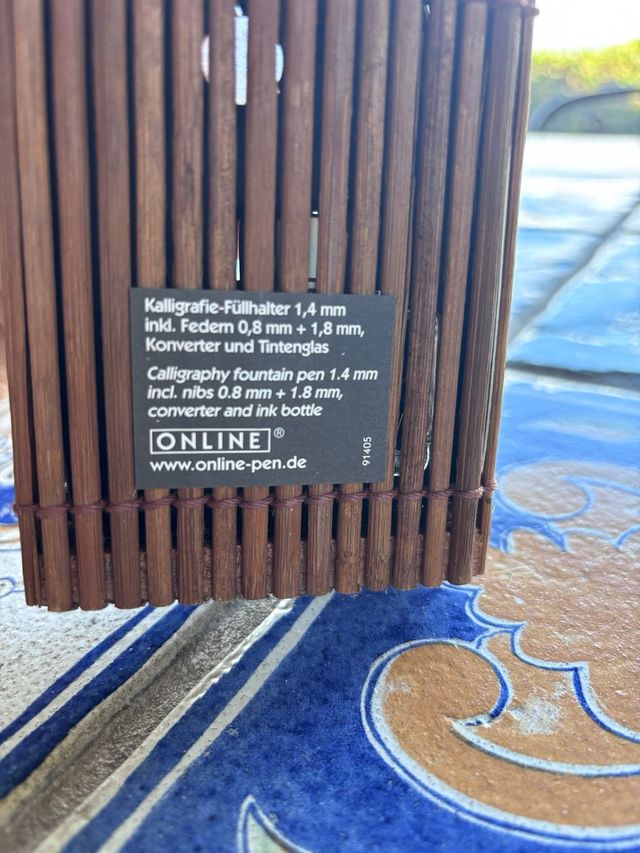 Kalligrafie-Füllhalter 1,4 mm
inkl. Federn 0,8 mm + 1,8 mm,
Konverter und Tintenglas
Calligraphy fountain pen 1.4 mm
incl. nibs 0.8 mm + 1.8 mm,
converter and ink bottle
ONLINE®
www.online-pen.de
91405